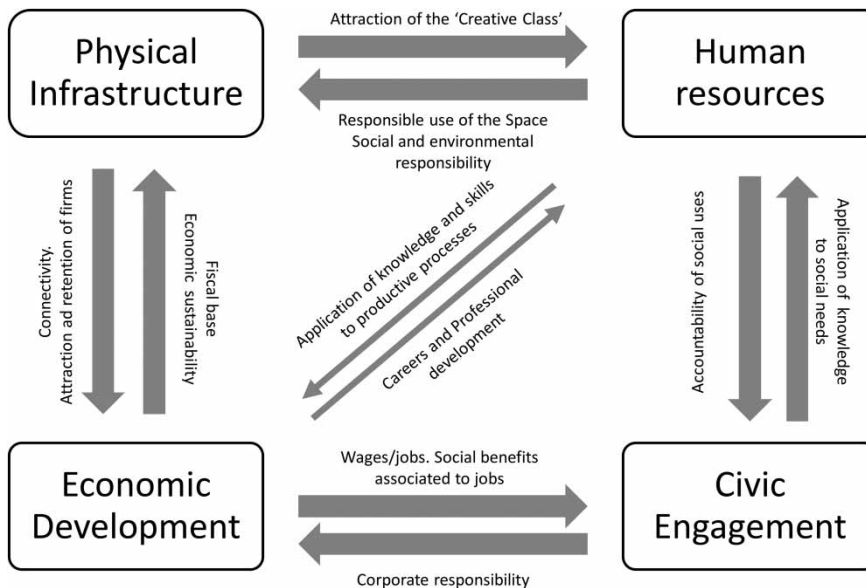 Attraction of the ‘Creative Class’
Physical
Infrastructure
Human
resources
Responsible use of the Space
Social and environmental
responsibility
Connectivity.
Attraction ad retention of firms
Fiscal base
Economic sustainability
Application of knowledge and skills
to productive processes
Careers and Professional
development
Accountability of social uses
Application of knowledge
to social needs
Economic
Development
Wages/jobs. Social benefits
associated to jobs
Civic
Engagement
Corporate responsibility